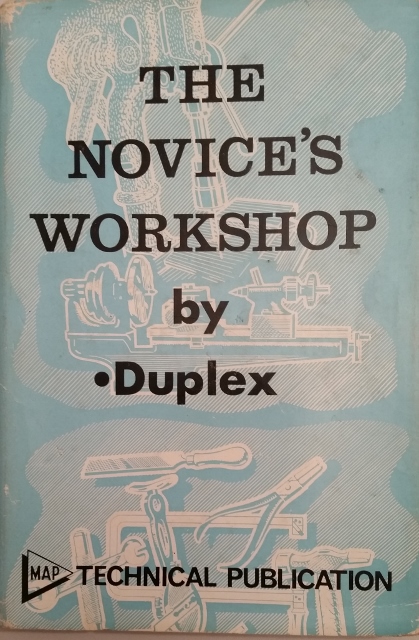 THE
NOVICE'S
WORKSHOP
by
•Duplex
MAP TECHNICAL PUBLICATION